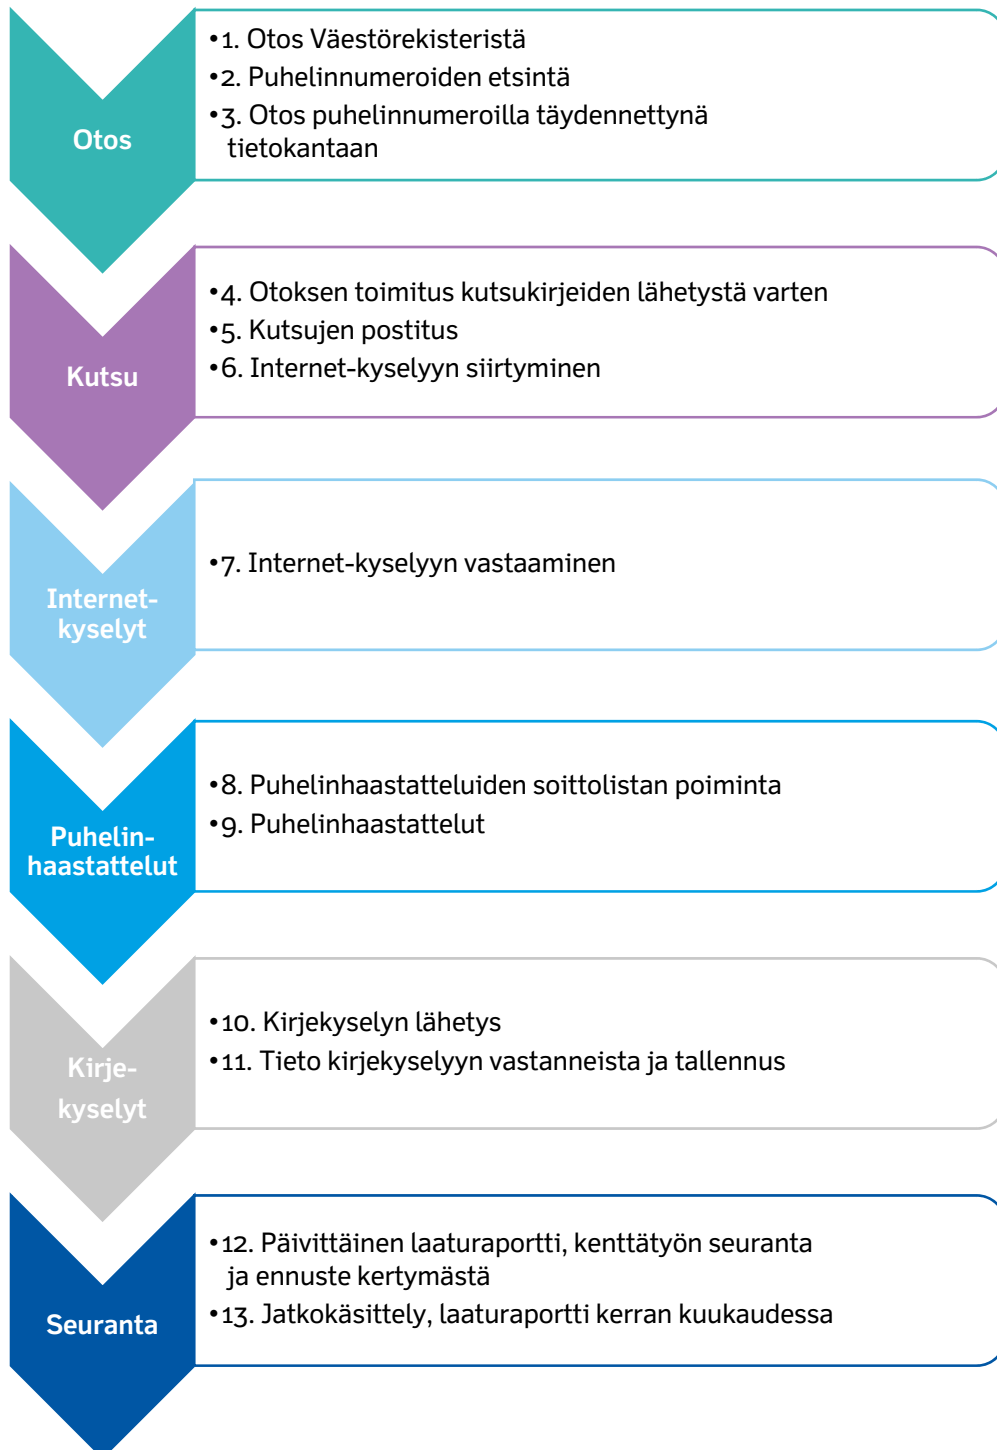 Otos
•1. Otos Väestörekisteristä
•2. Puhelinnumeroiden etsintä
•3. Otos puhelinnumeroilla täydennettynä
tietokantaan
Kutsu
•4. Otoksen toimitus kutsukirjeiden lähetystä varten
•5. Kutsujen postitus
•6. Internet-kyselyyn siirtyminen
Internet-
kyselyt
•7. Internet-kyselyyn vastaaminen
Puhelin-
haastattelut
•8. Puhelinhaastatteluiden soittolistan poiminta
•9. Puhelinhaastattelut
Kirje-
kyselyt
•10. Kirjekyselyn lähetys
•11. Tieto kirjekyselyyn vastanneista ja tallennus
Seuranta
•12. Päivittäinen laaturaportti, kenttätyön seuranta
ja ennuste kertymästä
•13. Jatkokäsittely, laaturaportti kerran kuukaudessa